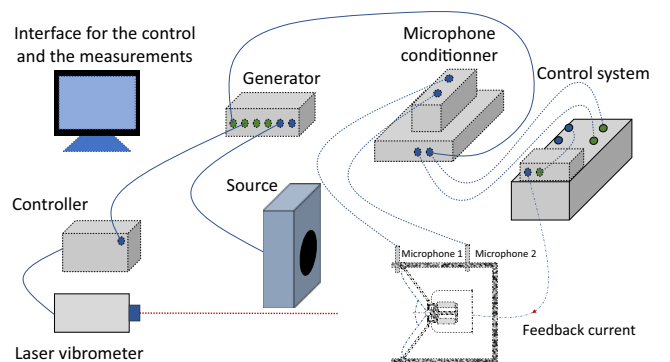 Interface for the control
and the measurements
Generator
Microphone
conditionner
Control system
Source
Controller
Microphone 1
Microphone 2
Laser vibrometer
Feedback current